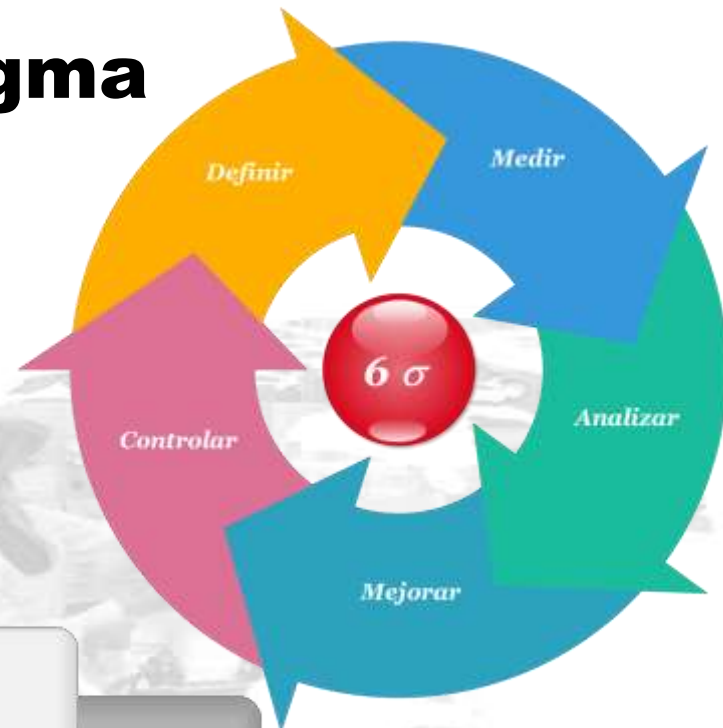 gma
Definir
Medir
6 σ
Analizar
Controlar
Mejorar